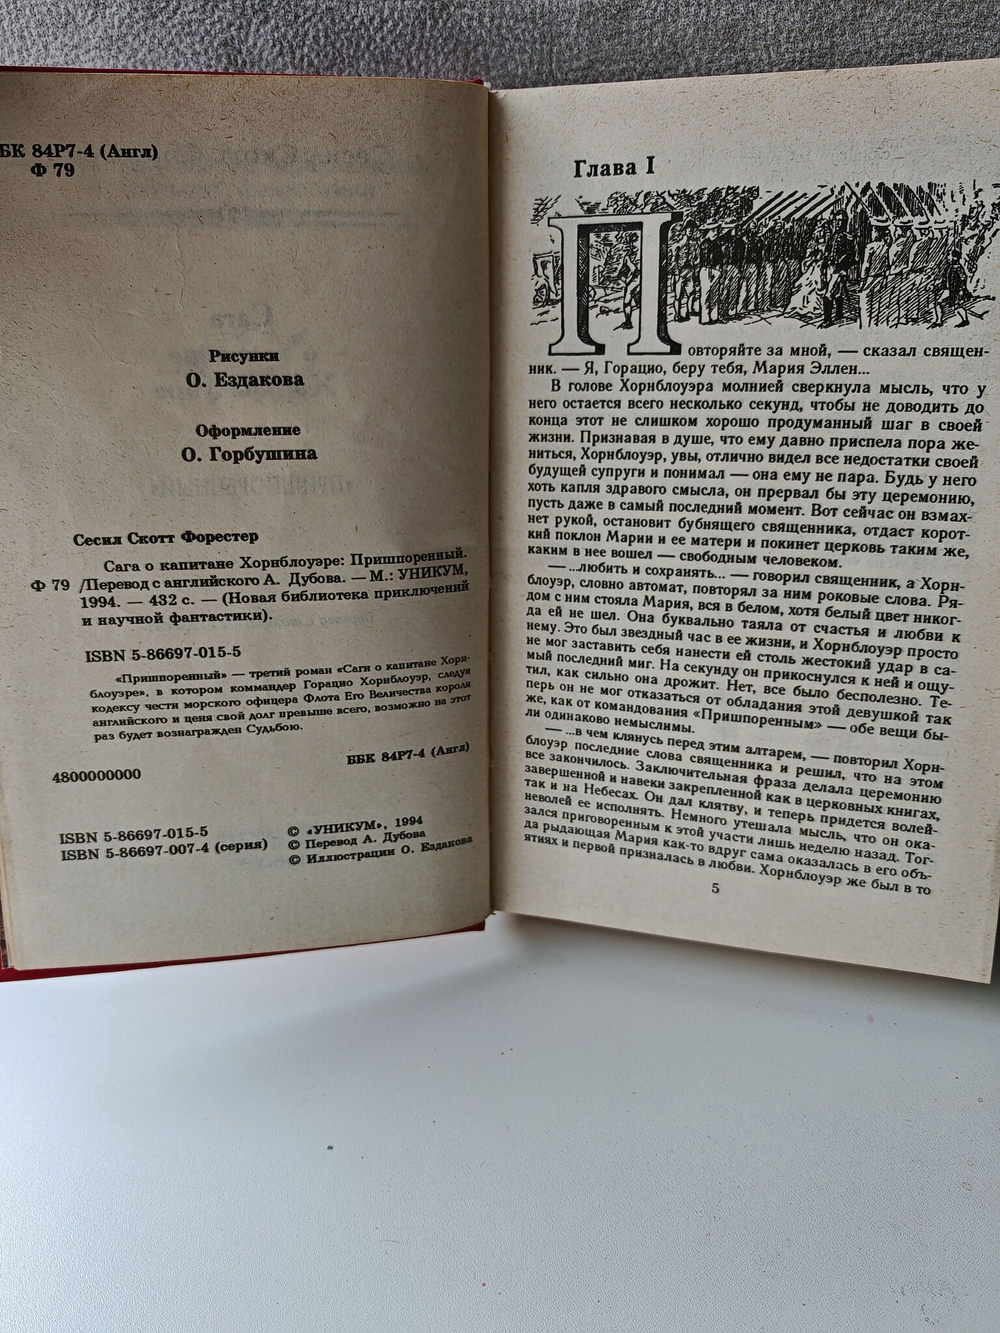 БК 84Р7-4 (Англ)
Ф 79
Рисунки
О. Ездакова
Оформление
О. Горбушина
Сесил Скотт Форестер
Сага о капитане Хорнблоуэре: Пришпоренный.
Ф 79 /Перевод с английского А. Дубова. — М.: УНИКУМ,
1994. — 432 с. — (Новая библиотека приключений
и научной фантастики).
ISBN 5-86697-015-5
«Пришпоренный» — третий роман «Саги о капитане Хорн-
блоуэре», в котором коммандер Горацио Хорнблоуэр, следуя
кодексу чести морского офицера Флота Его Величества короля
английского и ценя свой долг превыше всего, возможно на этот
раз будет вознагражден Судьбою.
ББК 84Р7-4 (Англ)
4800000000
ISBN 5-86697-015-5
ISBN 5-86697-007-4 (серия)
© «УНИКУМ», 1994
© Перевод А. Дубова
© Иллюстрации О. Ездакова
Глава I
Повторяйте за мной, — сказал священ-
ник. — Я, Горацио, беру тебя, Мария Эллен...
В голове Хорнблоуэра молнией сверкнула мысль, что у
него остается всего несколько секунд, чтобы не доводить до
конца этот не слишком хорошо продуманный шаг в своей
жизни. Признавая в душе, что ему давно приспела пора же-
ниться, Хорнблоуэр, увы, отлично видел все недостатки своей
будущей супруги и понимал — она ему не пара. Будь у него
хоть капля здравого смысла, он прервал бы эту церемонию,
пусть даже в самый последний момент. Вот сейчас он взмах-
нет рукой, остановит бубнящего священника, отдаст корот-
кий поклон Марии и ее матери и покинет церковь таким же,
каким в нее вошел — свободным человеком.
— ...любить и сохранять... — говорил священник, а Хорн-
блоуэр, словно автомат, повторял за ним роковые слова. Ря-
дом с ним стояла Мария, вся в белом, хотя белый цвет никог-
да ей не шел. Она буквально таяла от счастья и любви к
нему. Это был звездный час в ее жизни, и Хорнблоуэр просто
не мог заставить себя нанести ей столь жестокий удар в са-
мый последний миг. На секунду он прикоснулся к ней и ощу-
тил, как сильно она дрожит. Нет, все было бесполезно. Те-
перь он не мог отказаться от обладания этой девушкой так
же, как от командования «Пришпоренным» — обе вещи бы-
ли одинаково немыслимы.
— ...в чем клянусь перед этим алтарем, — повторил Хорн-
блоуэр последние слова священника и решил, что на этом
все закончилось. Заключительная фраза делала церемонию
завершенной и навеки закрепленной как в церковных книгах,
так и на Небесах. Он дал клятву, и теперь придется волей-
неволей ее исполнять. Немного утешала мысль, что он ока-
зался приговоренным к этой участи лишь неделю назад. Тог-
да рыдающая Мария как-то вдруг сама оказалась в его объ-
ятиях и первой призналась в любви. Хорнблоуэр же был в то
5